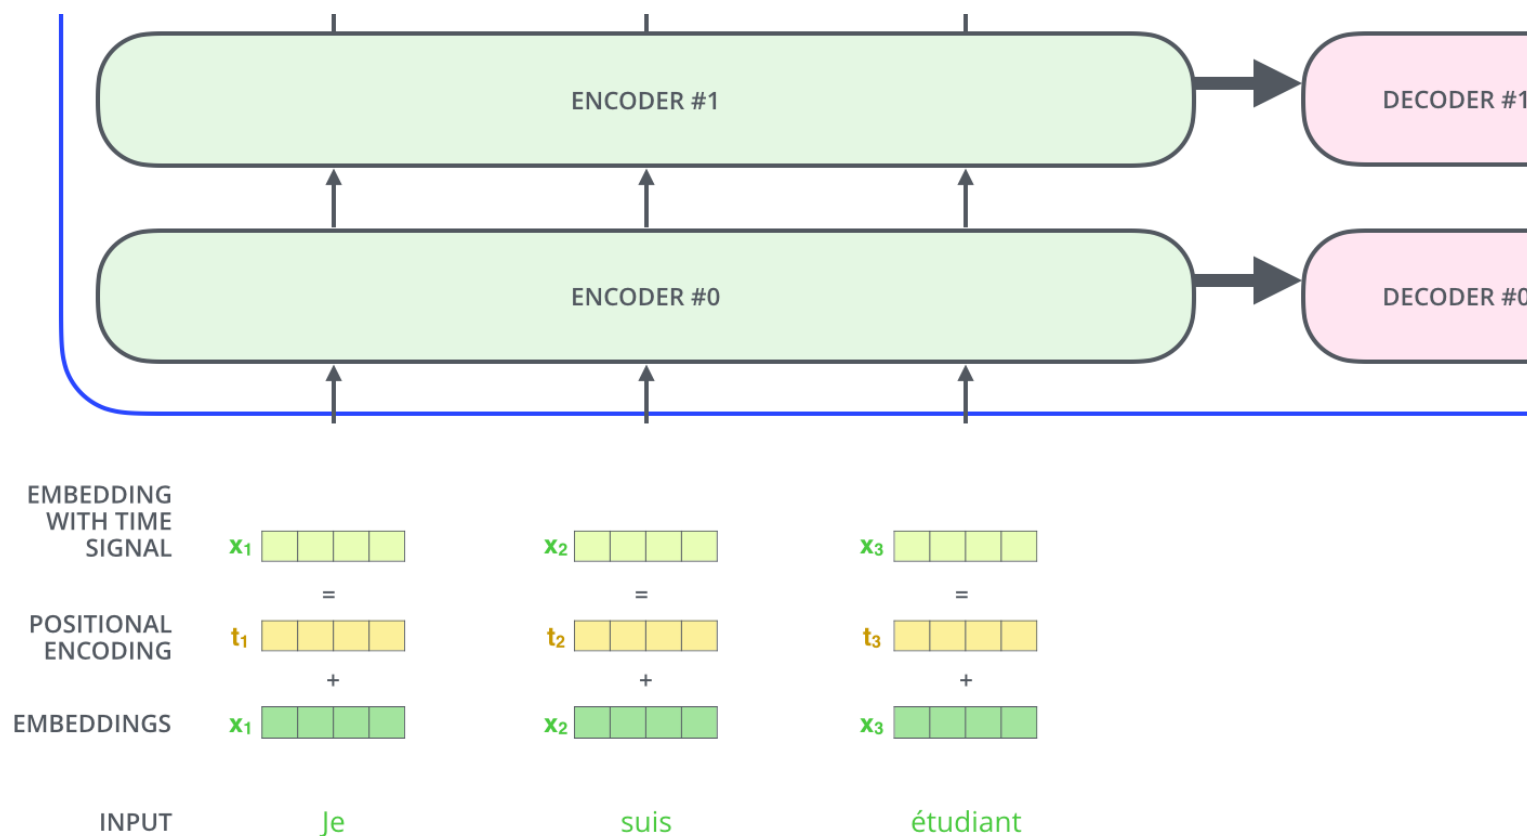 ENCODER #1
DECODER #1
ENCODER #0
DECODER #0
EMBEDDING
WITH TIME
SIGNAL
x₁ x₂ x₃
= = =
POSITIONAL
ENCODING
t₁ t₂ t₃
+ + +
EMBEDDINGS x₁ x₂ x₃
INPUT Je suis étudiant